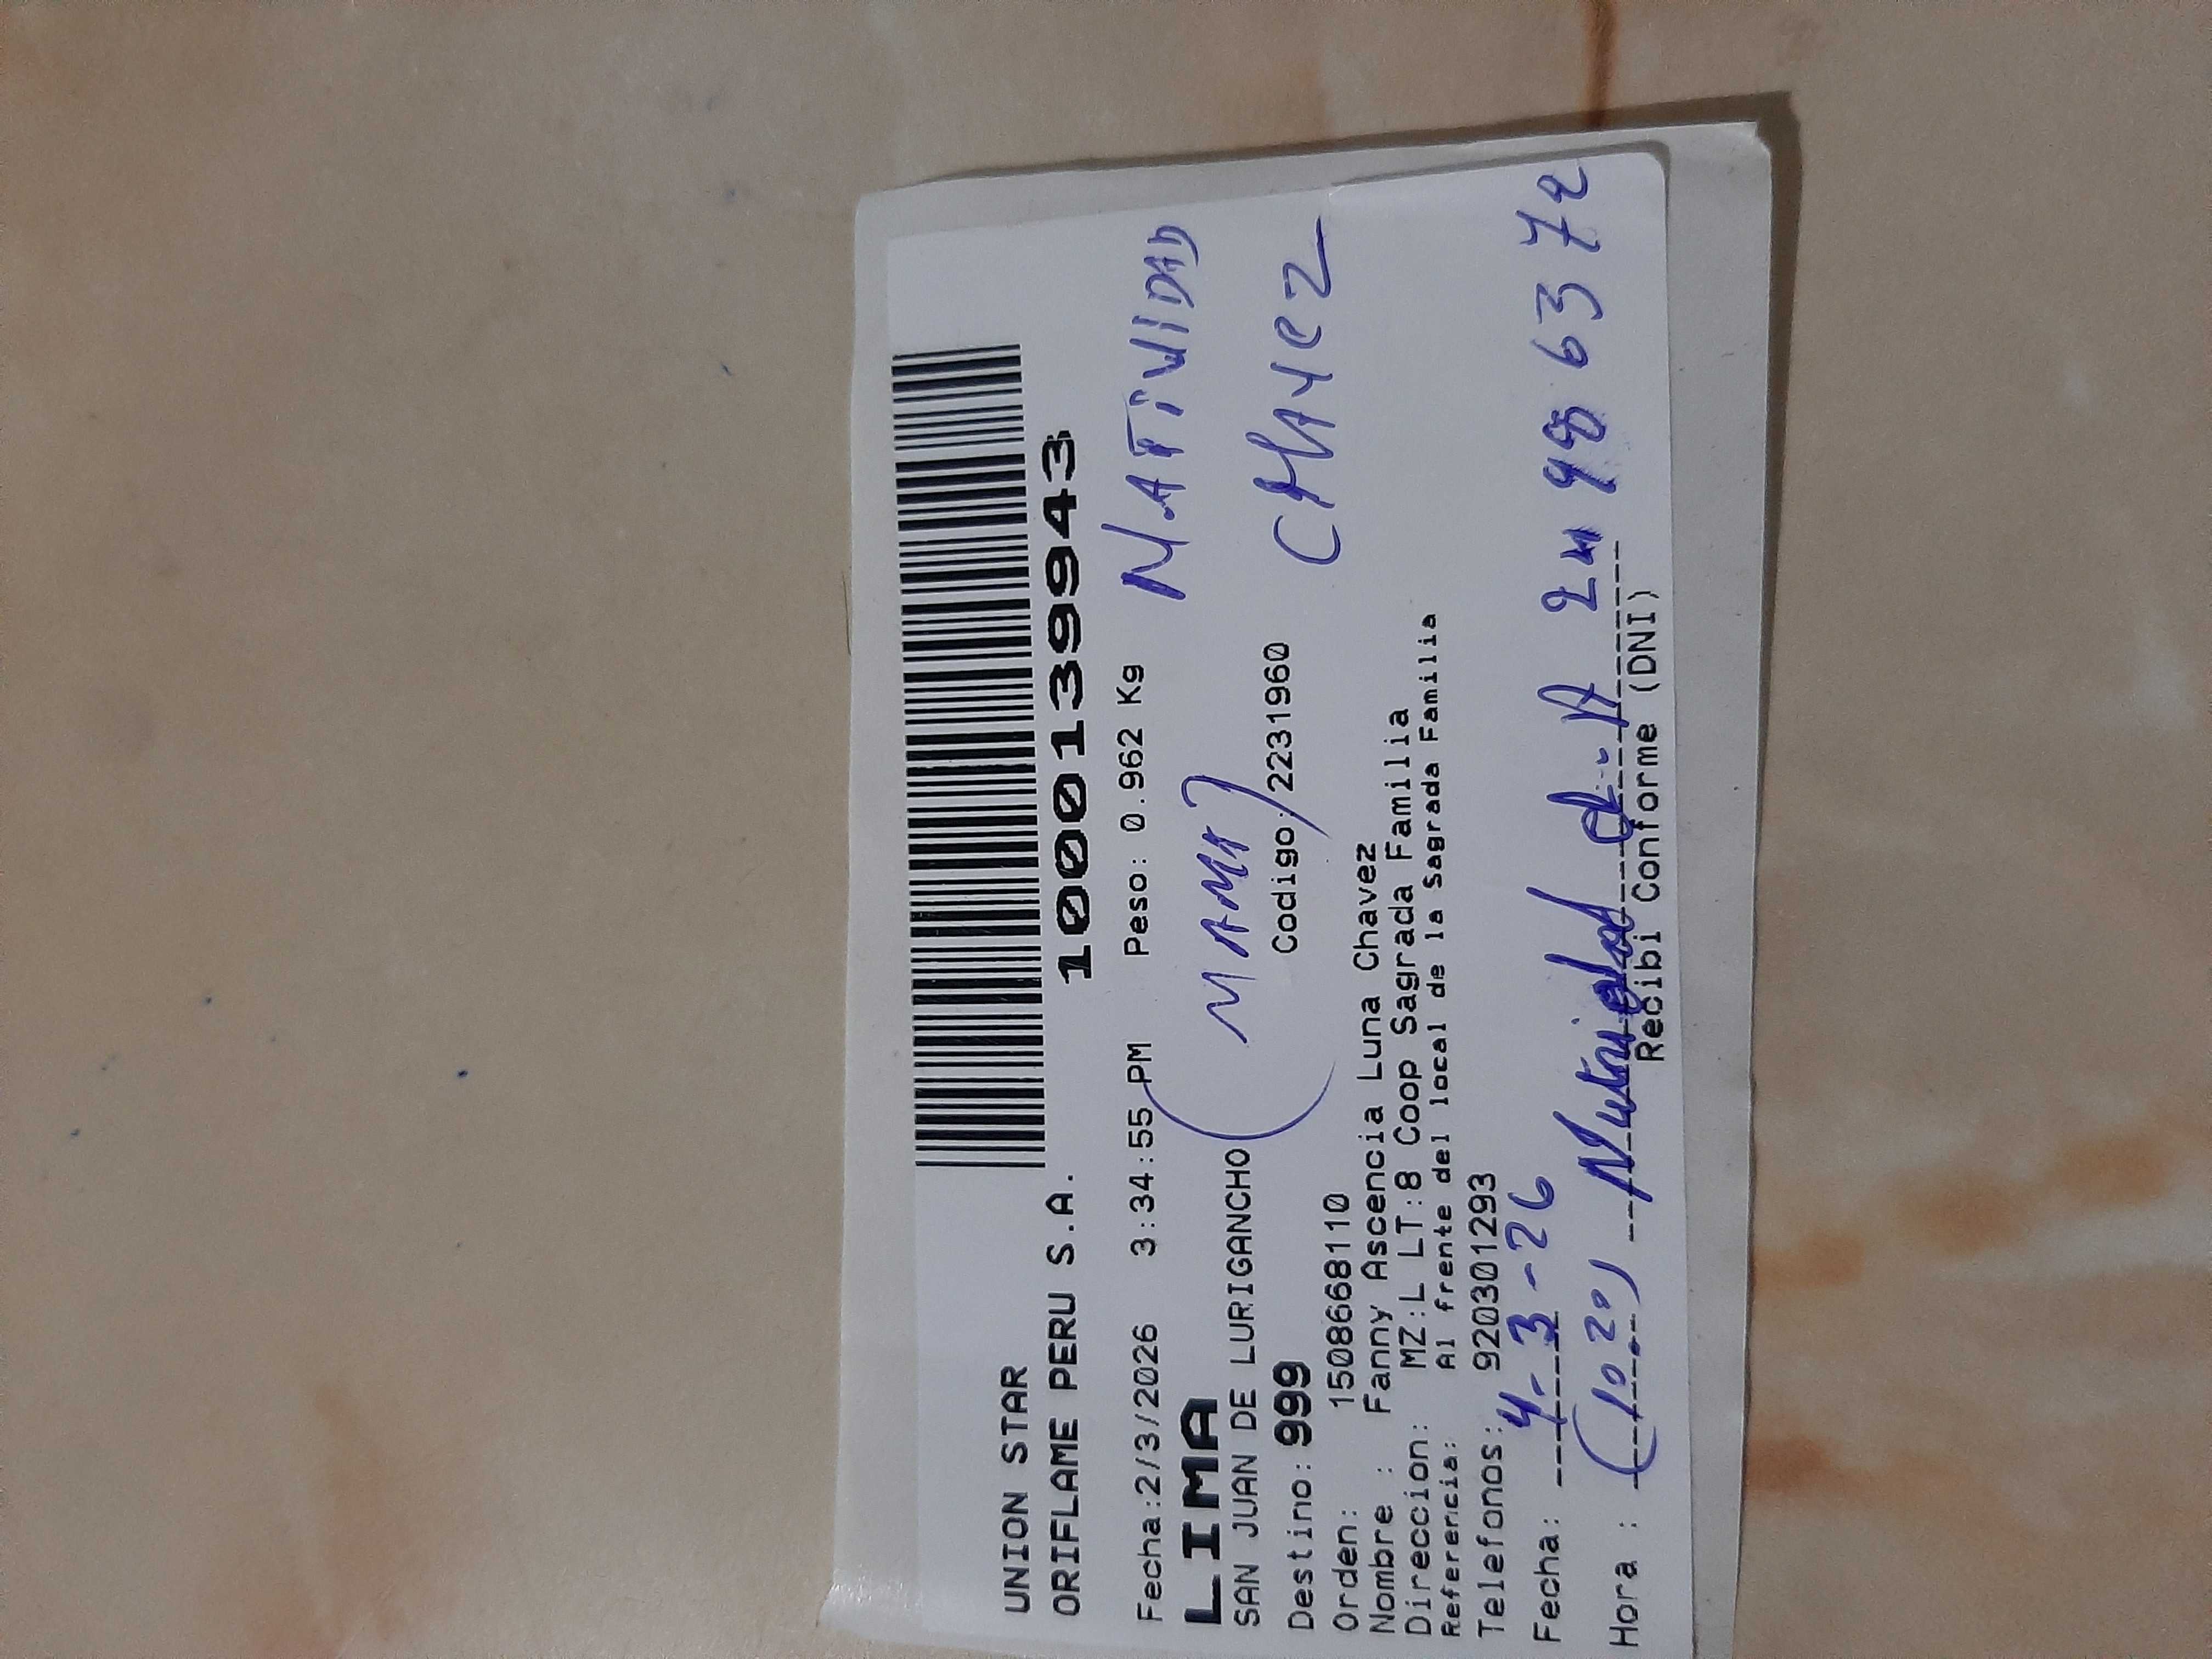 UNION STAR
ORIFLAME PERU S.A.
10001399943
Fecha:2/3/2026 3:34:55 PM Peso: 0.962 Kg
NATIVIDAD
LIMA
SAN JUAN DE LURIGANCHO
(MAMA)
CHAVEZ
Destino: 999 Codigo: 2231960
Orden: 1508668110
Nombre : Fanny Ascencia Luna Chavez
Direccion: MZ:L LT:8 Coop Sagrada Familia
Referencia: Al frente del local de la Sagrada Familia
Telefonos: 920301293
Fecha: 4-3-26
Hora : (10 20)
Recibi Conforme (DNI)